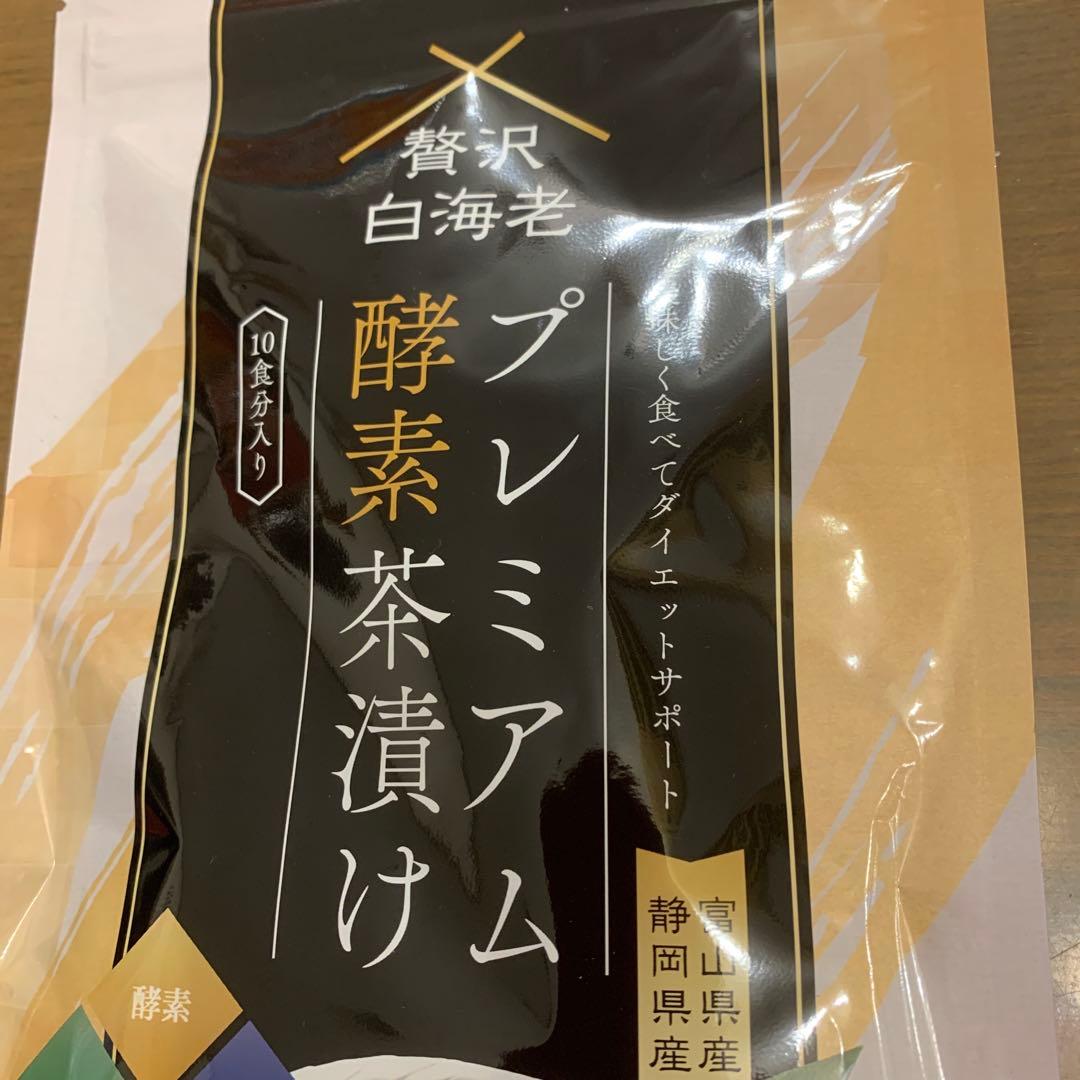 贅沢
白海老
味しく食べてダイエットサポート
プレミアム
酵素茶漬け
10食分入り
富山県産
静岡県産
酵素